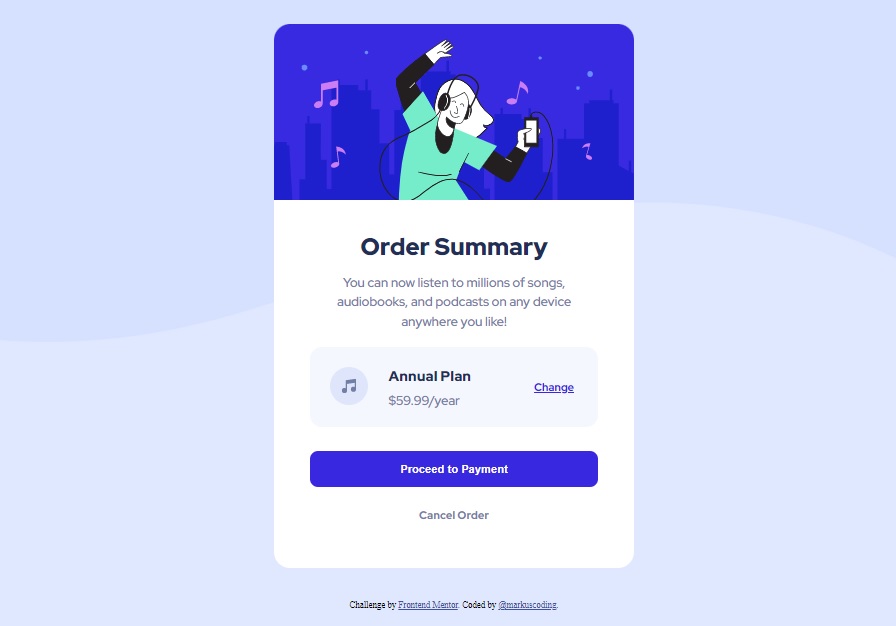 Order Summary
You can now listen to millions of songs,
audiobooks, and podcasts on any device
anywhere you like!
Annual Plan
$59.99/year
Change
Proceed to Payment
Cancel Order
Challenge by Frontend Mentor. Coded by @markuscoding.